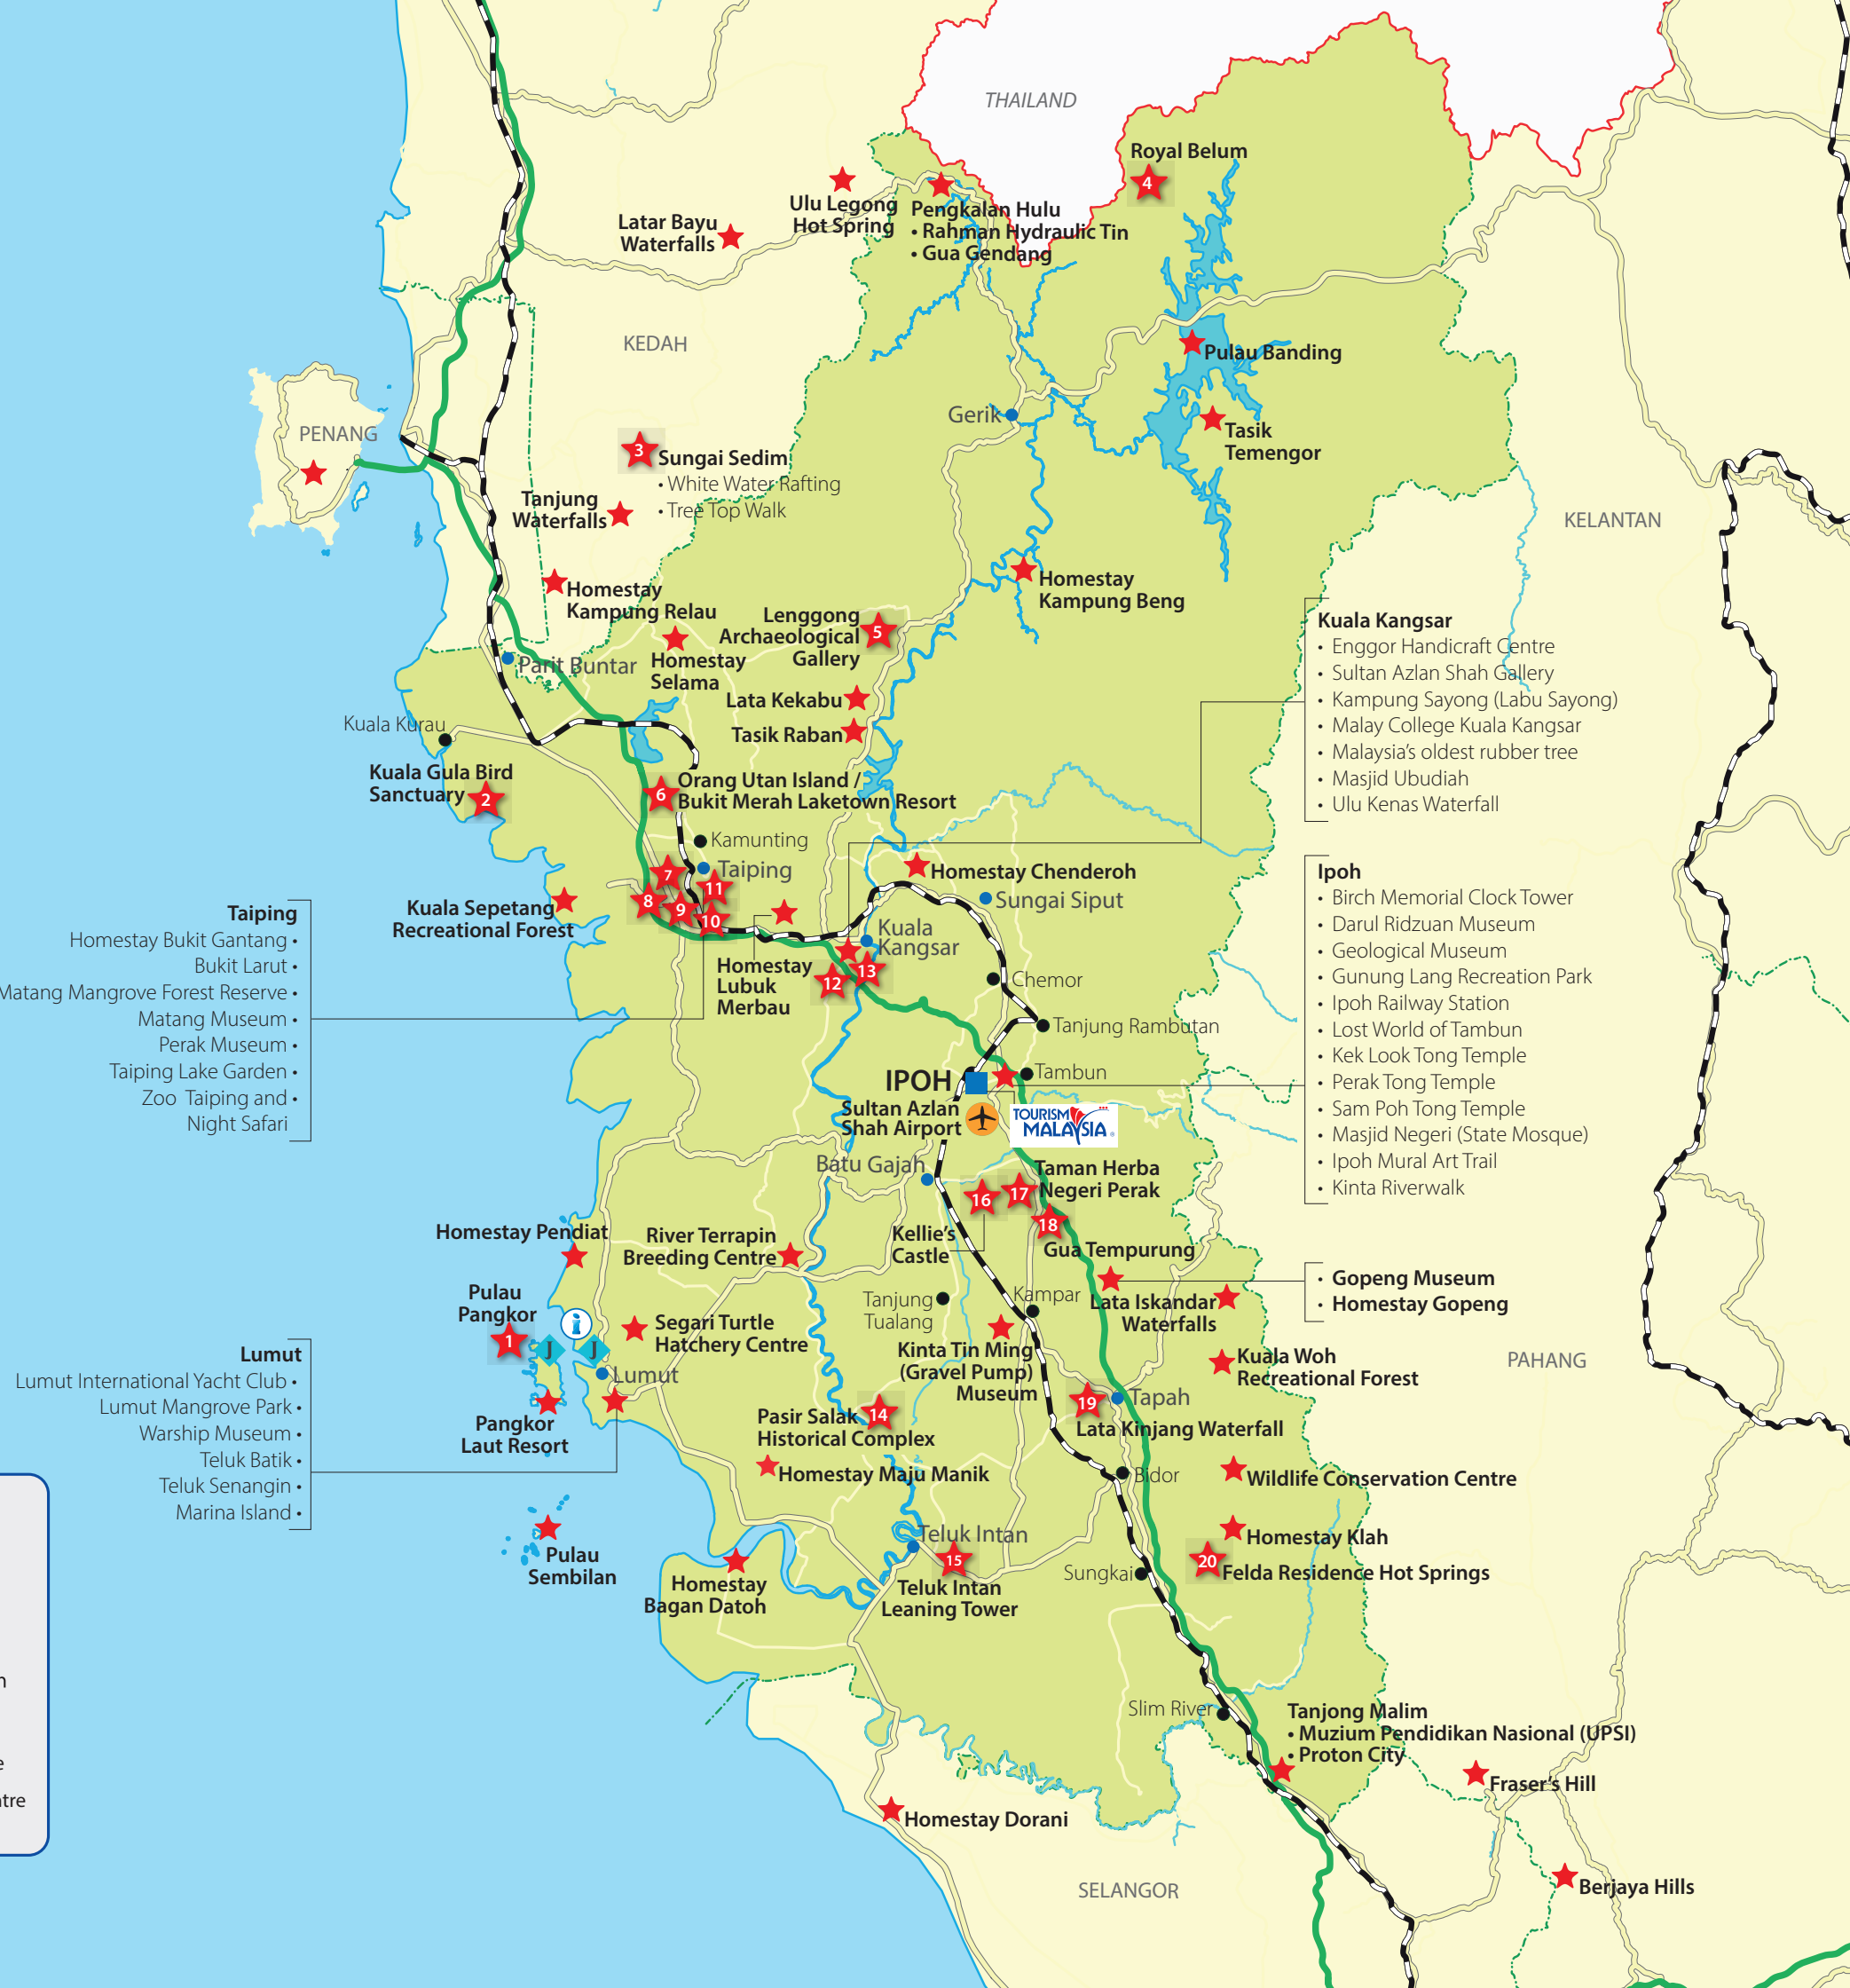 THAILAND
Royal Belum
4
Ulu Legong
Hot Spring
Pengkalan Hulu
• Rahman Hydraulic Tin
• Gua Gendang
Latar Bayu
Waterfalls
KEDAH
Pulau Banding
PENANG
Gerik
Tasik
Temengor
3
Sungai Sedim
• White Water Rafting
• Tree Top Walk
Tanjung
Waterfalls
KELANTAN
Homestay
Kampung Relau
Homestay
Kampung Beng
Lenggong
Archaeological
Gallery
5
Parit Buntar
Homestay
Selama
Lata Kekabu
Tasik Raban
Kuala Kurau
Kuala Gula Bird
Sanctuary
2
6
Orang Utan Island /
Bukit Merah Laketown Resort
Kuala Kangsar
• Enggor Handicraft Centre
• Sultan Azlan Shah Gallery
• Kampung Sayong (Labu Sayong)
• Malay College Kuala Kangsar
• Malaysia's oldest rubber tree
• Masjid Ubudiah
• Ulu Kenas Waterfall
Kamunting
Taiping
7
11
8
9
10
Homestay Chenderoh
Sungai Siput
Kuala Sepetang
Recreational Forest
Kuala
Kangsar
Homestay
Lubuk
Merbau
12
13
Chemor
Tanjung Rambutan
Taiping
Homestay Bukit Gantang •
Bukit Larut •
Matang Mangrove Forest Reserve •
Matang Museum •
Perak Museum •
Taiping Lake Garden •
Zoo Taiping and •
Night Safari
Ipoh
• Birch Memorial Clock Tower
• Darul Ridzuan Museum
• Geological Museum
• Gunung Lang Recreation Park
• Ipoh Railway Station
• Lost World of Tambun
• Kek Look Tong Temple
• Perak Tong Temple
• Sam Poh Tong Temple
• Masjid Negeri (State Mosque)
• Ipoh Mural Art Trail
• Kinta Riverwalk
IPOH
Tambun
Sultan Azlan
Shah Airport
TOURISM
MALAYSIA
Batu Gajah
16
17
Taman Herba
Negeri Perak
18
Gua Tempurung
Kellie's
Castle
Homestay Pendiat
River Terrapin
Breeding Centre
• Gopeng Museum
• Homestay Gopeng
Pulau
Pangkor
1
i
J
J
Segari Turtle
Hatchery Centre
Lumut
Tanjung
Tualang
Kampar
Lata Iskandar
Waterfalls
Kinta Tin Ming
(Gravel Pump)
Museum
Kuala Woh
Recreational Forest
PAHANG
Lumut
Lumut International Yacht Club •
Lumut Mangrove Park •
Warship Museum •
Teluk Batik •
Teluk Senangin •
Marina Island •
Pangkor
Laut Resort
Pasir Salak
Historical Complex
14
19
Tapah
Lata Kinjang Waterfall
Homestay Maju Manik
Bidor
Wildlife Conservation Centre
Pulau
Sembilan
Teluk Intan
15
Teluk Intan
Leaning Tower
Homestay Klah
20
Felda Residence Hot Springs
Sungkai
Homestay
Bagan Datoh
Slim River
Tanjong Malim
• Muzium Pendidikan Nasional (UPSI)
• Proton City
Fraser's Hill
Homestay Dorani
SELANGOR
Berjaya Hills